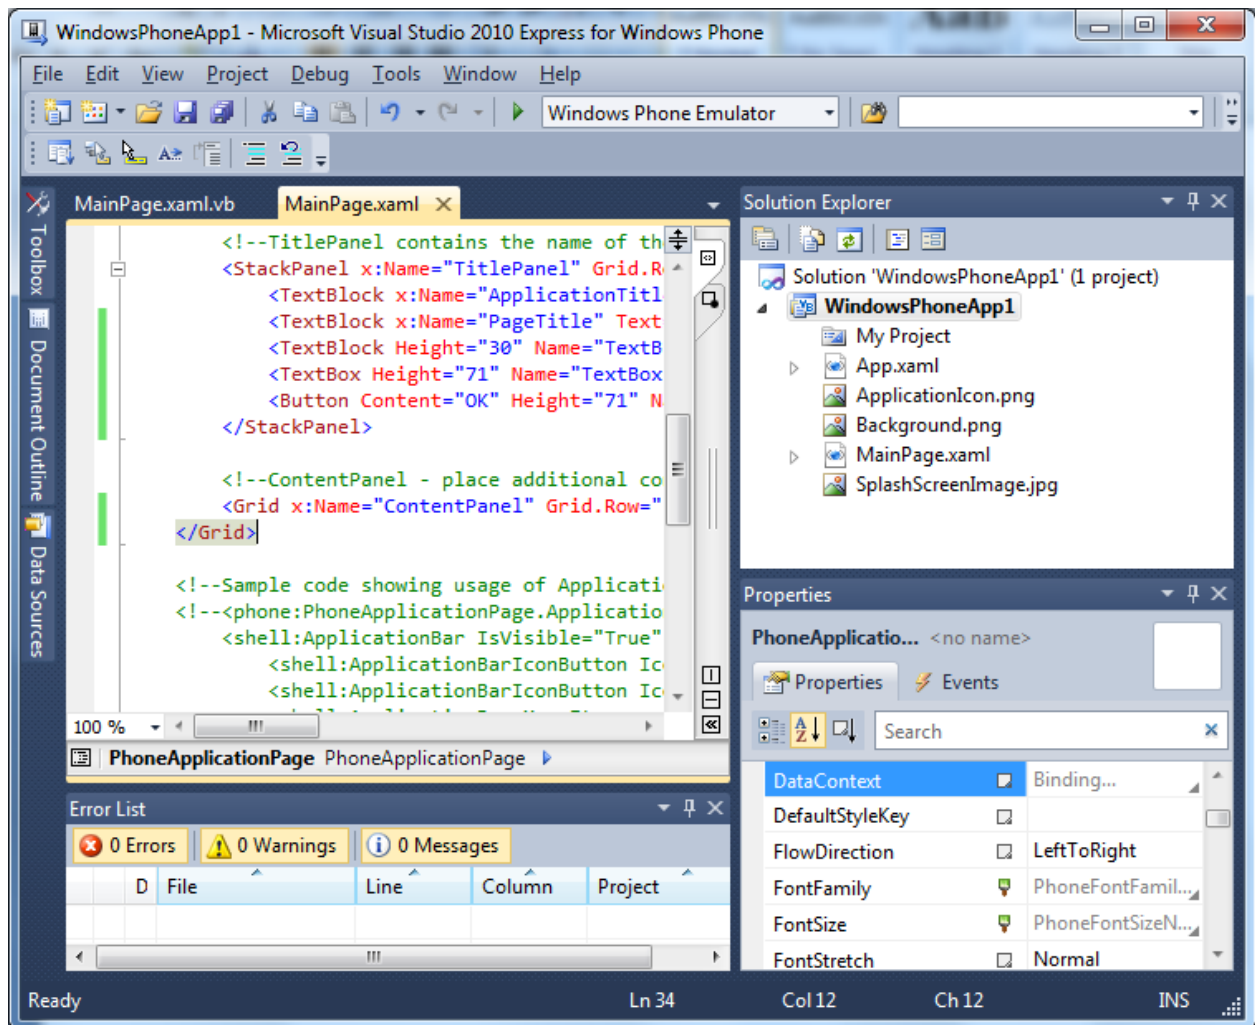 WindowsPhoneApp1 - Microsoft Visual Studio 2010 Express for Windows Phone
File Edit View Project Debug Tools Window Help
Windows Phone Emulator
Toolbox
Document Outline
Data Sources
MainPage.xaml.vb MainPage.xaml
<!--TitlePanel contains the name of th
<StackPanel x:Name="TitlePanel" Grid.R
<TextBlock x:Name="ApplicationTitl
<TextBlock x:Name="PageTitle" Text
<TextBlock Height="30" Name="TextB
<TextBox Height="71" Name="TextBox
<Button Content="OK" Height="71" N
</StackPanel>
<!--ContentPanel - place additional co
<Grid x:Name="ContentPanel" Grid.Row="
</Grid>
<!--Sample code showing usage of Applicati
<!--<phone:PhoneApplicationPage.Applicatio
<shell:ApplicationBar IsVisible="True"
<shell:ApplicationBarIconButton Ic
<shell:ApplicationBarIconButton Ic
100 %
PhoneApplicationPage PhoneApplicationPage
Error List
0 Errors 0 Warnings 0 Messages
D File Line Column Project
Solution Explorer
Solution 'WindowsPhoneApp1' (1 project)
WindowsPhoneApp1
My Project
App.xaml
ApplicationIcon.png
Background.png
MainPage.xaml
SplashScreenImage.jpg
Properties
PhoneApplicatio... <no name>
Properties Events
Search
DataContext Binding...
DefaultStyleKey
FlowDirection LeftToRight
FontFamily PhoneFontFamil...
FontSize PhoneFontSizeN...
FontStretch Normal
Ready Ln 34 Col 12 Ch 12 INS